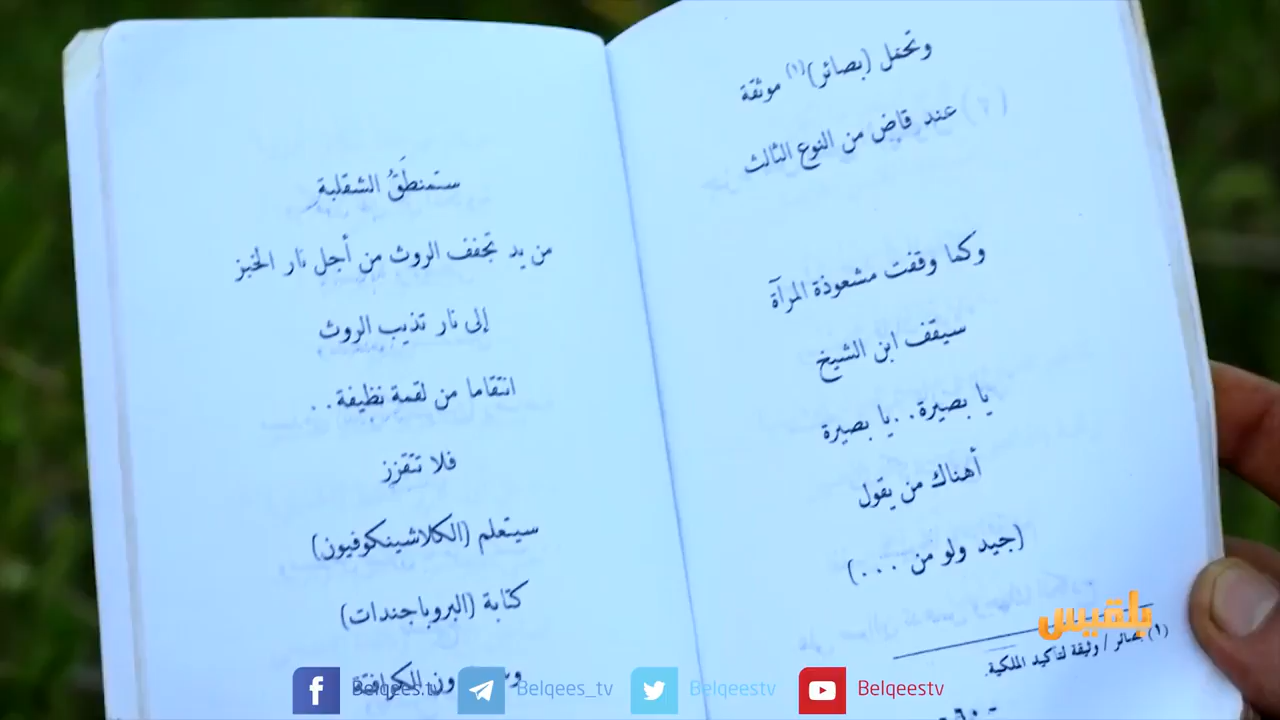 وتحفل (بصائر)(١) موثقة
عند قاض من النوع الثالث
وكما وقفت مشعوذة المرآة
سيقف ابن الشيخ
يا بصيرة..يا بصيرة
أهناك من يقول
(جيد ولو من ...)
(١) بصائر / وثيقة لتأكيد الملكية.
- ٦٠ -
ستمنطَقُ الشقلبة
من يد تجفف الروث من أجل نار الخبز
إلى نار تذيب الروث
انتقاما من لقمة نظيفة..
فلا تتقزز
سيتعلم (الكلاشينكوفيون)
كتابة (البروباجندات)
بلقيس
Belqees.tv
Belqees_tv
Belqeestv
Belqeestv